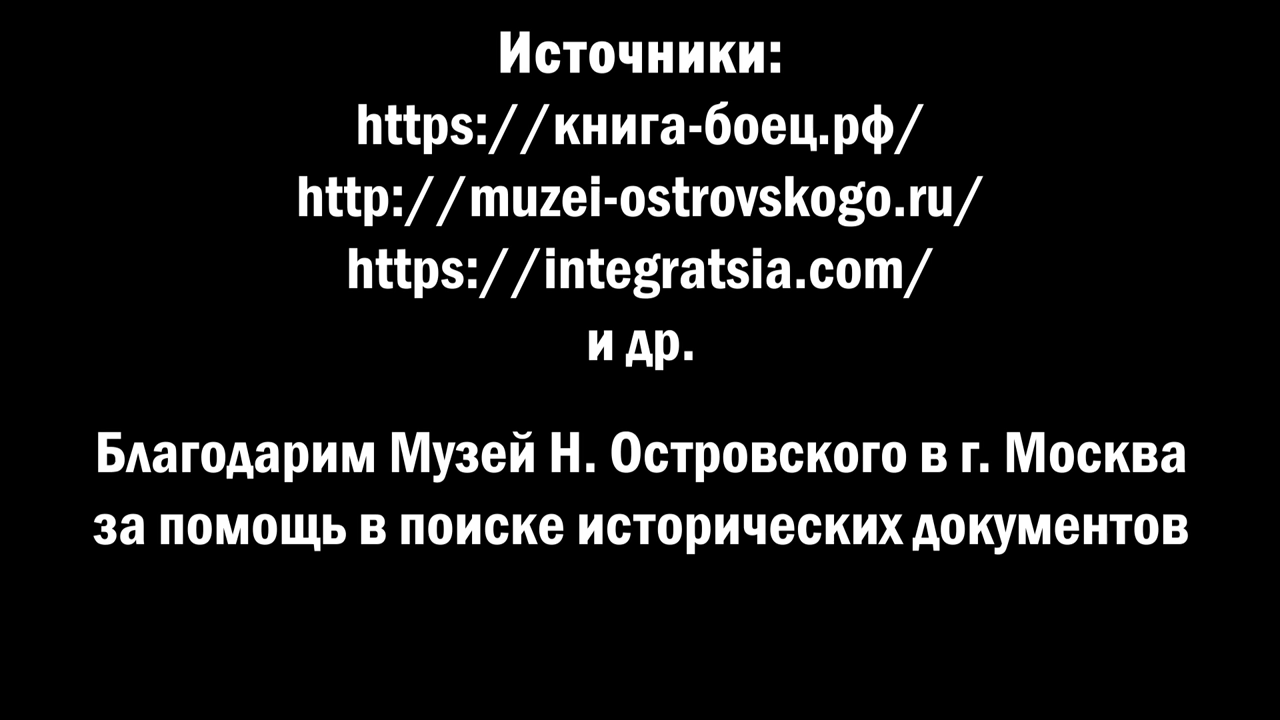 Источники:
https://книга-боец.рф/
http://muzei-ostrovskogo.ru/
https://integratsia.com/
и др.
Благодарим Музей Н. Островского в г. Москва
за помощь в поиске исторических документов